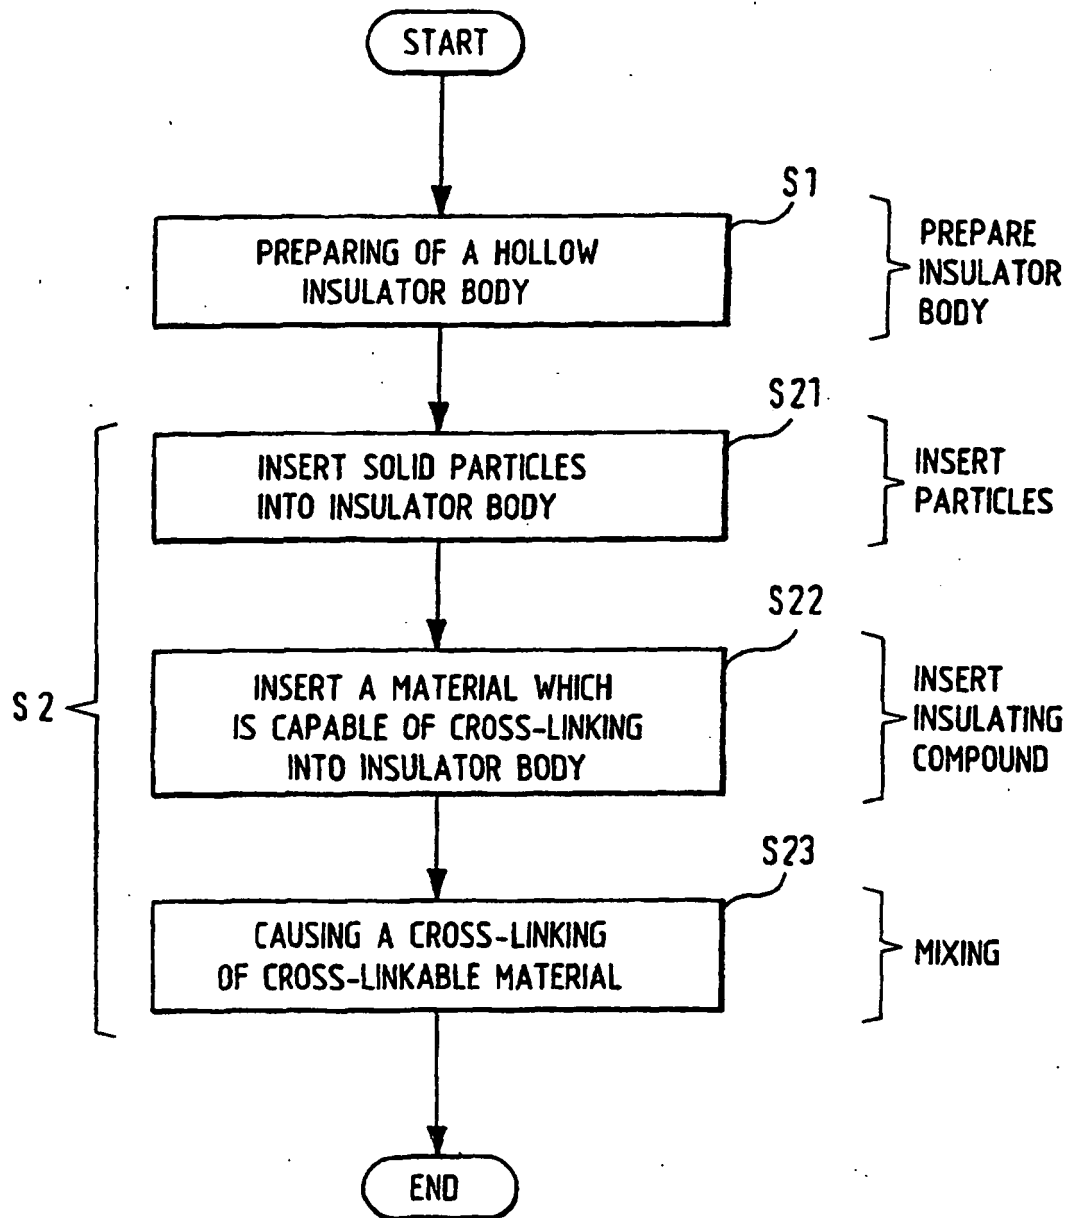 START
S1
PREPARING OF A HOLLOW
INSULATOR BODY
PREPARE
INSULATOR
BODY
S21
INSERT SOLID PARTICLES
INTO INSULATOR BODY
INSERT
PARTICLES
S22
INSERT A MATERIAL WHICH
IS CAPABLE OF CROSS-LINKING
INTO INSULATOR BODY
INSERT
INSULATING
COMPOUND
S2
S23
CAUSING A CROSS-LINKING
OF CROSS-LINKABLE MATERIAL
MIXING
END